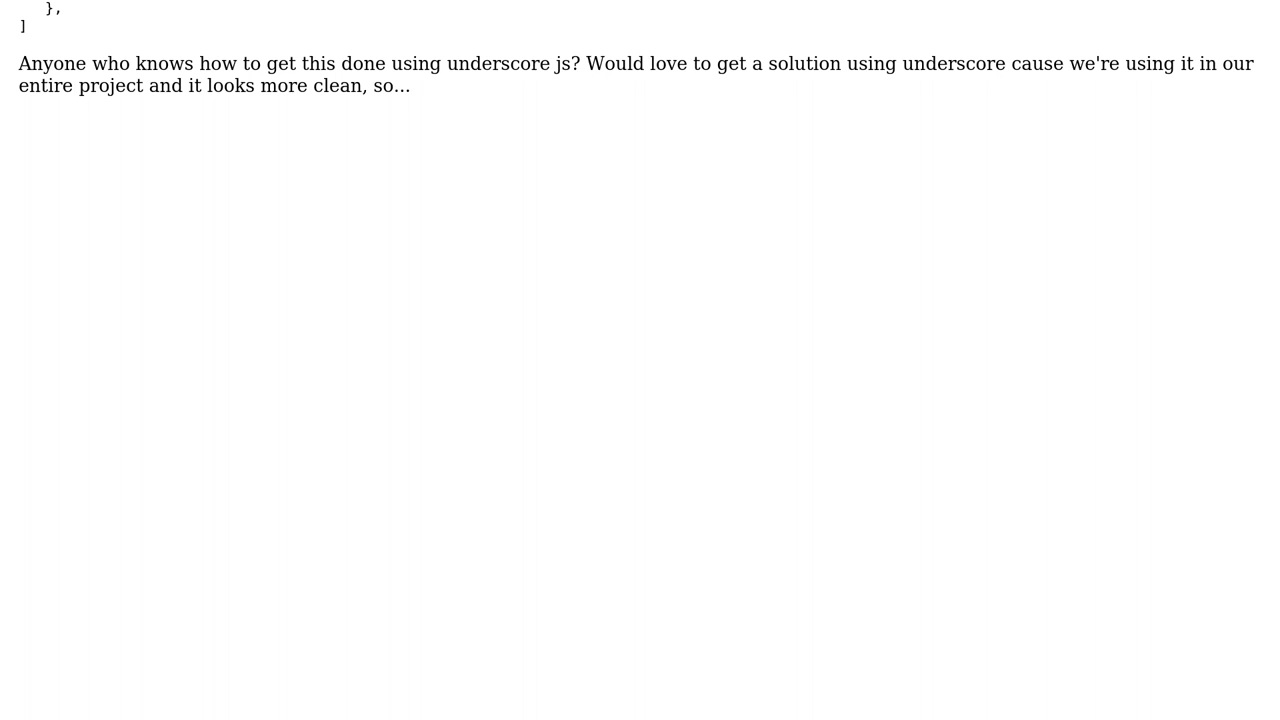 },
]
Anyone who knows how to get this done using underscore js? Would love to get a solution using underscore cause we're using it in our
entire project and it looks more clean, so...